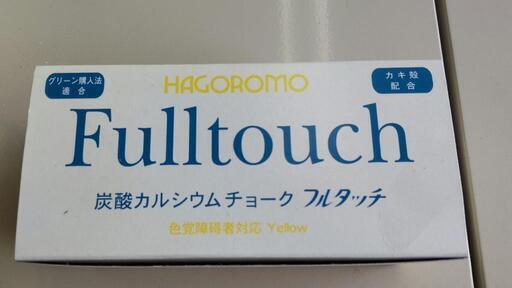 グリーン購入法
適合
HAGOROMO
カキ殻
配合
Fulltouch
炭酸カルシウムチョーク フルタッチ
色覚障碍者対応 Yellow